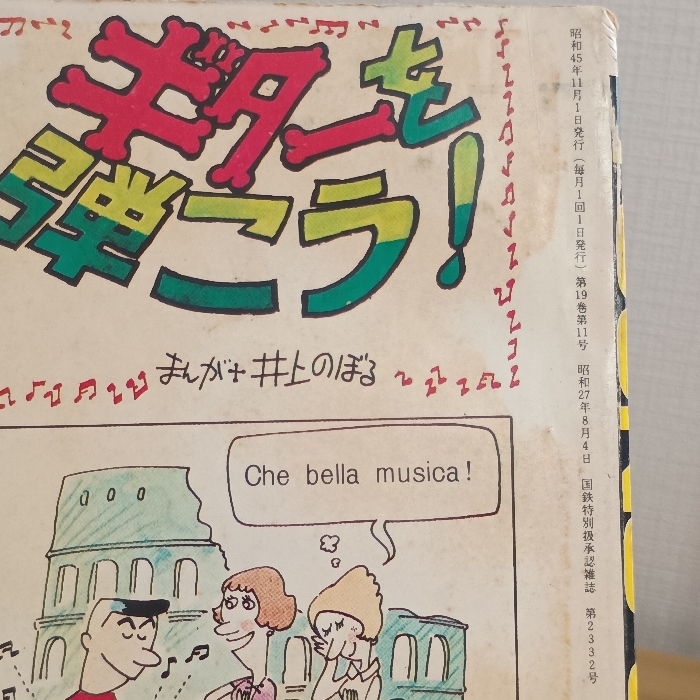 ギターを
弾こう!
まんが+井上のぼる
Che bella musica!
昭和45年11月1日発行(毎月1回1日発行)第19巻第11号 昭和27年8月4日 国鉄特別扱承認雑誌 第2332号